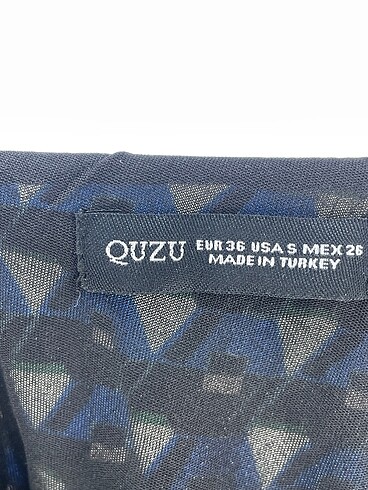 QUZU
EUR 36 USA S MEX 26
MADE IN TURKEY